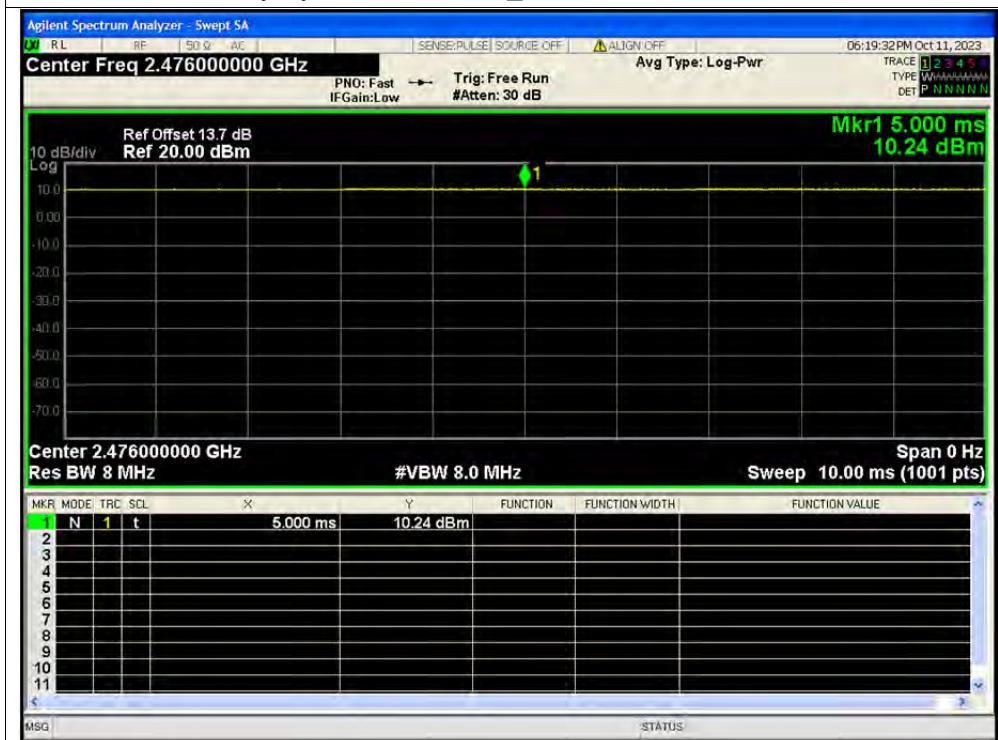 Agilent Spectrum Analyzer - Swept SA
RL RF 50 Ω AC SENSE:PULSE SOURCE OFF ALIGN OFF 06:19:32 PM Oct 11, 2023
Center Freq 2.476000000 GHz
PNO: Fast
IFGain:Low
Trig: Free Run
#Atten: 30 dB
Avg Type: Log-Pwr
TRACE 1 2 3 4 5 6
TYPE W
DET P N N N N N
Mkr1 5.000 ms
10.24 dBm
Ref Offset 13.7 dB
10 dB/div Ref 20.00 dBm
Log
1
10.0
0.00
-10.0
-20.0
-30.0
-40.0
-50.0
-60.0
-70.0
Center 2.476000000 GHz Span 0 Hz
Res BW 8 MHz #VBW 8.0 MHz Sweep 10.00 ms (1001 pts)
MKR MODE TRC SCL X Y FUNCTION FUNCTION WIDTH FUNCTION VALUE
1 N 1 t 5.000 ms 10.24 dBm
2
3
4
5
6
7
8
9
10
11
MSG STATUS